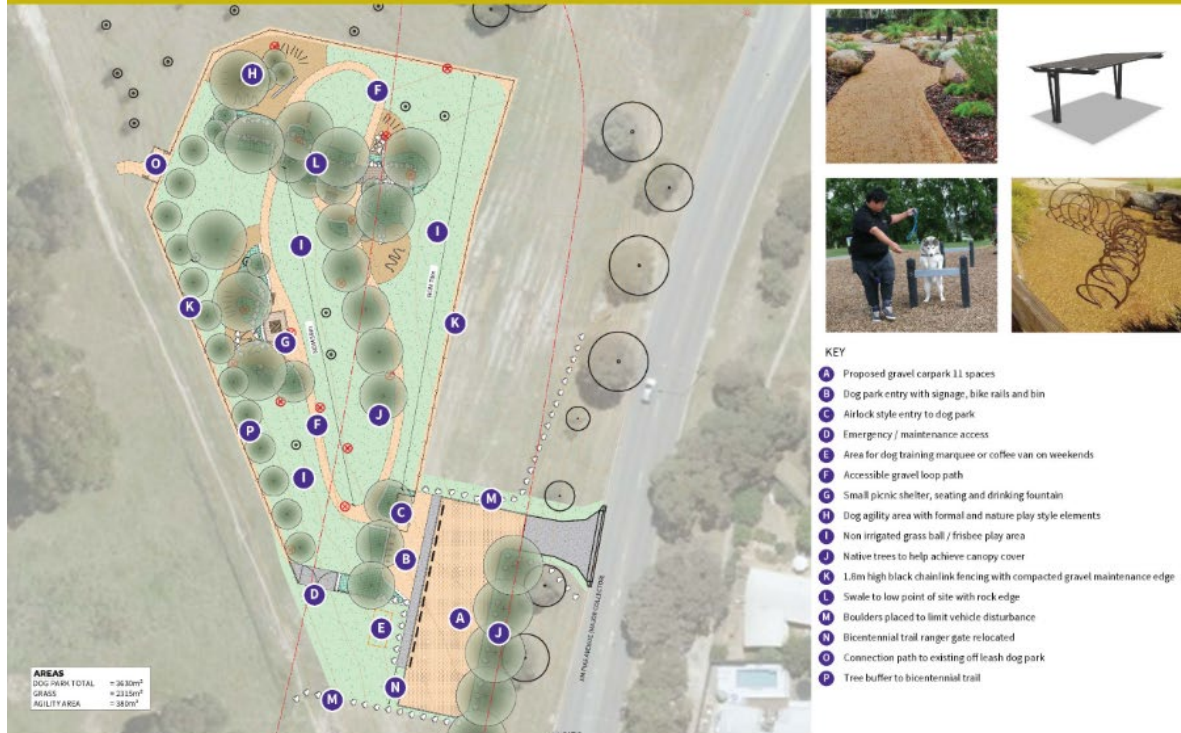 H
F
O
L
I
I
K
K
G
F
J
P
I
M
C
B
D
E
A
J
N
M
AREAS
DOG PARK TOTAL = 3630m²
GRASS = 2315m²
AGILITY AREA = 380m²
KEY
A Proposed gravel carpark 11 spaces
B Dog park entry with signage, bike rails and bin
C Airlock style entry to dog park
D Emergency / maintenance access
E Area for dog training marquee or coffee van on weekends
F Accessible gravel loop path
G Small picnic shelter, seating and drinking fountain
H Dog agility area with formal and nature play style elements
I Non irrigated grass ball / frisbee play area
J Native trees to help achieve canopy cover
K 1.8m high black chainlink fencing with compacted gravel maintenance edge
L Swale to low point of site with rock edge
M Boulders placed to limit vehicle disturbance
N Bicentennial trail ranger gate relocated
O Connection path to existing off leash dog park
P Tree buffer to bicentennial trail